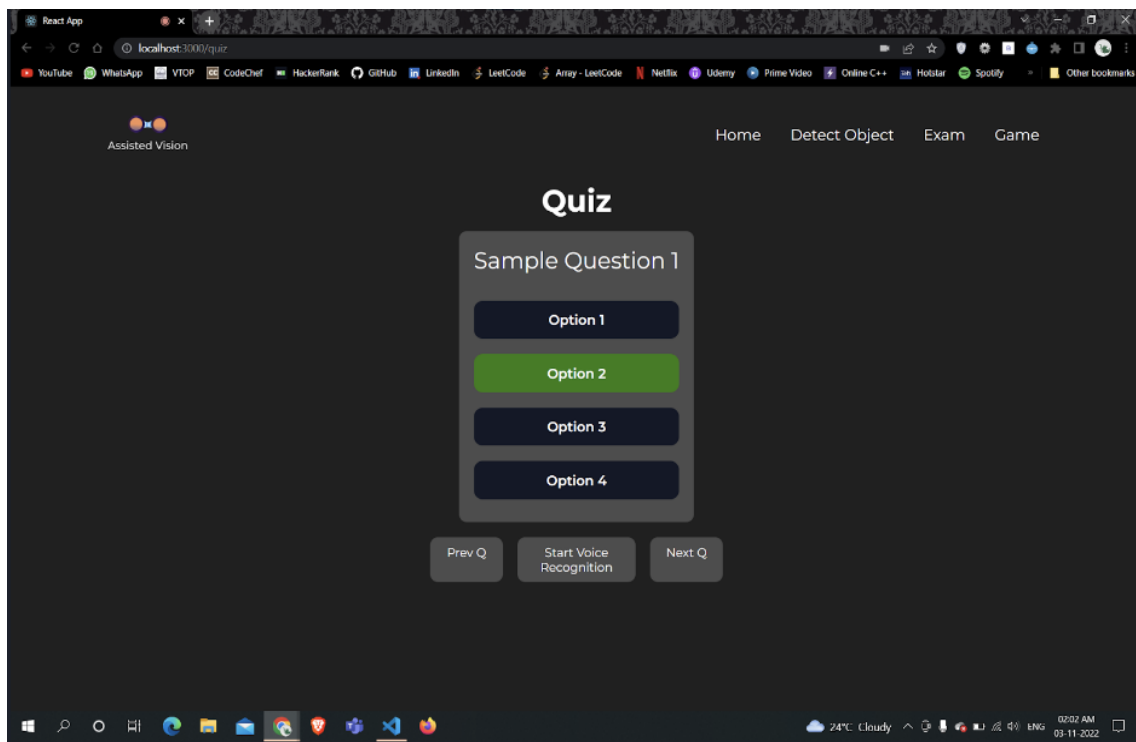 React App
localhost:3000/quiz
YouTube WhatsApp VTOP CodeChef HackerRank GitHub LinkedIn LeetCode Array - LeetCode Netflix Udemy Prime Video Online C++ Hotstar Spotify » Other bookmarks
Assisted Vision
Home Detect Object Exam Game
Quiz
Sample Question 1
Option 1
Option 2
Option 3
Option 4
Prev Q
Start Voice
Recognition
Next Q
24°C Cloudy ENG
02:02 AM
03-11-2022